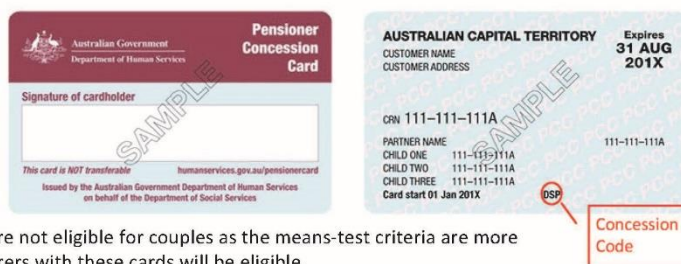 Australian Government
Department of Human Services
Pensioner
Concession
Card
Signature of cardholder
SAMPLE
This card is NOT transferable humanservices.gov.au/pensionercard
Issued by the Australian Government Department of Human Services
on behalf of the Department of Social Services
AUSTRALIAN CAPITAL TERRITORY
Expires
31 AUG
201X
CUSTOMER NAME
CUSTOMER ADDRESS
SAMPLE
CRN 111-111-111A
PARTNER NAME 111-111-111A
CHILD ONE 111-111-111A
CHILD TWO 111-111-111A
CHILD THREE 111-111-111A
Card start 01 Jan 201X DSP
Concession
Code
re not eligible for couples as the means-test criteria are more
rers with these cards will be eligible